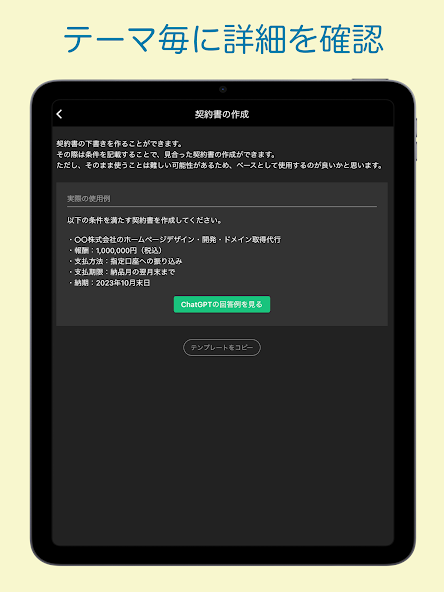 テーマ毎に詳細を確認
契約書の作成
契約書の下書きを作ることができます。
その際は条件を記載することで、見合った契約書の作成ができます。
ただし、そのまま使うことは難しい可能性があるため、ベースとして使用するのが良いかと思います。
実際の使用例
以下の条件を満たす契約書を作成してください。
・〇〇株式会社のホームページデザイン・開発・ドメイン取得代行
・報酬：1,000,000円（税込）
・支払方法：指定口座への振り込み
・支払期限：納品月の翌月末まで
・納期：2023年10月末日
ChatGPTの回答例を見る
テンプレートをコピー